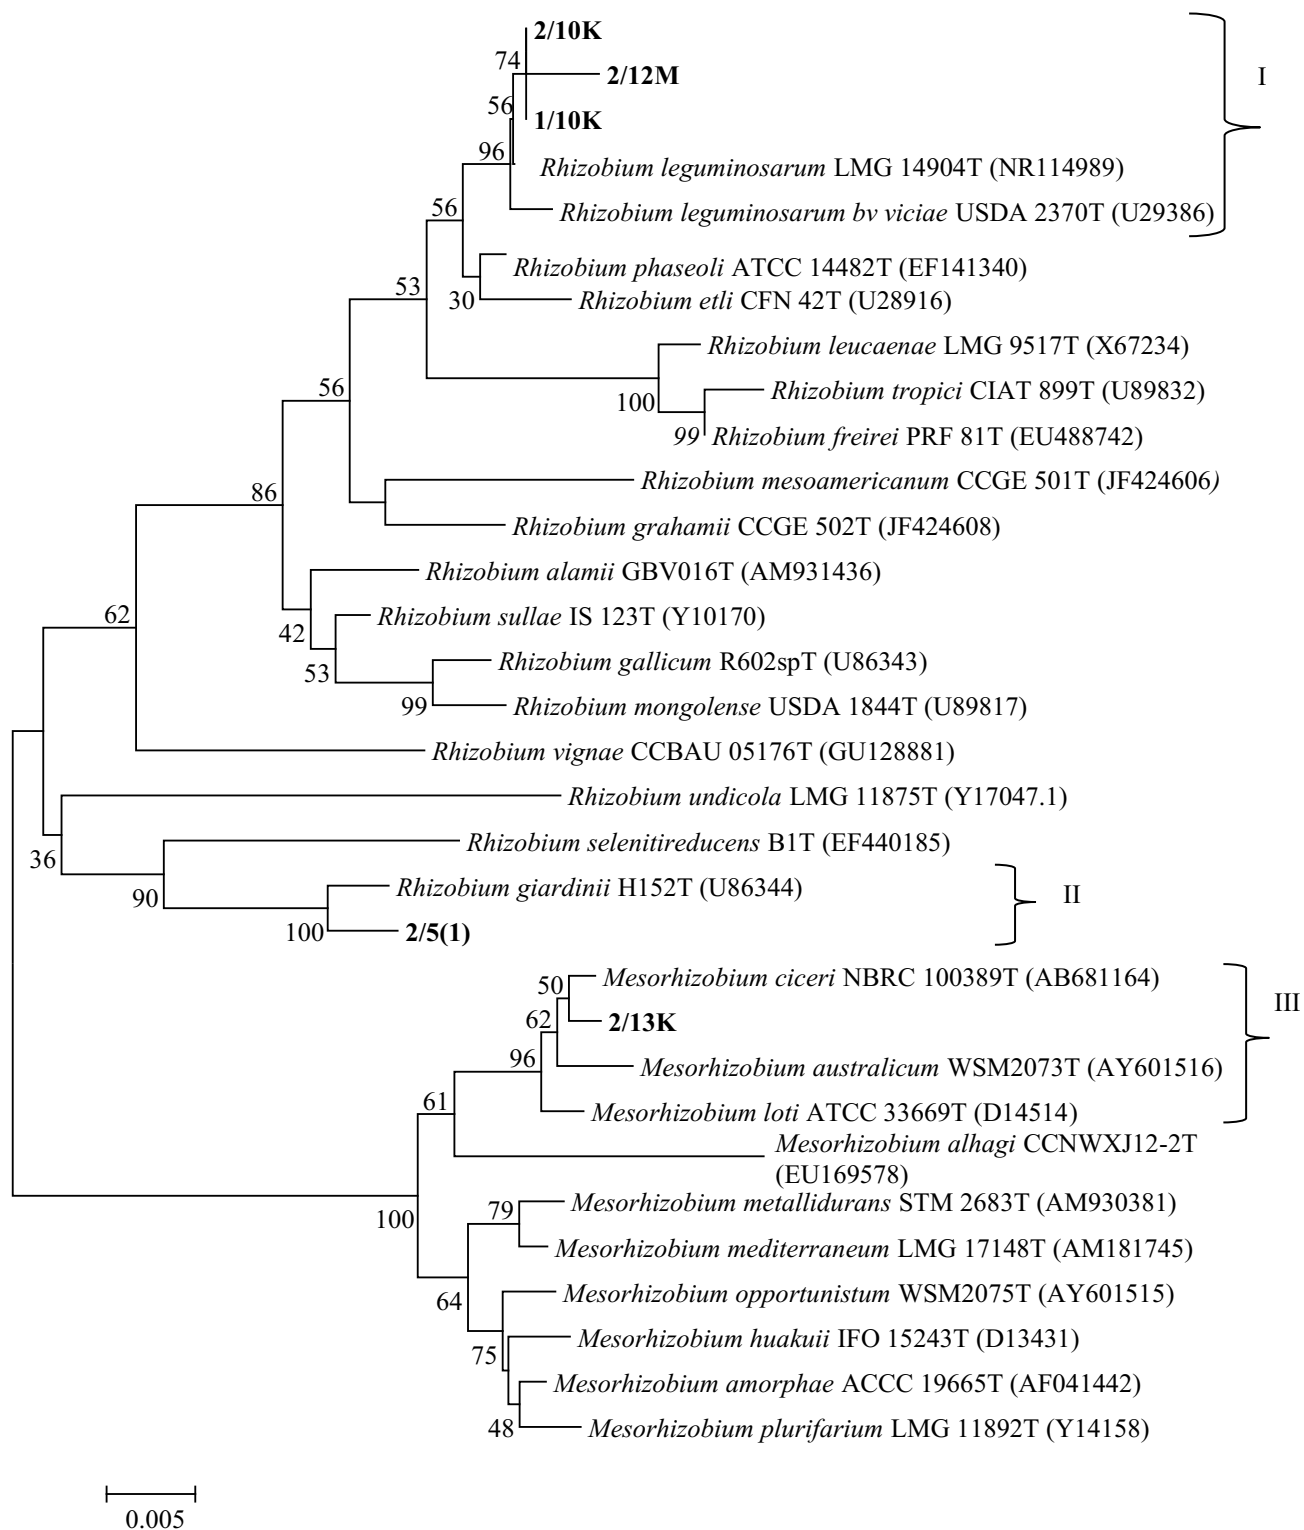 2/10K
74
2/12M
I
56
1/10K
96
Rhizobium leguminosarum LMG 14904T (NR114989)
56
Rhizobium leguminosarum bv viciae USDA 2370T (U29386)
Rhizobium phaseoli ATCC 14482T (EF141340)
53
30
Rhizobium etli CFN 42T (U28916)
Rhizobium leucaenae LMG 9517T (X67234)
56
Rhizobium tropici CIAT 899T (U89832)
100
99
Rhizobium freirei PRF 81T (EU488742)
Rhizobium mesoamericanum CCGE 501T (JF424606)
86
Rhizobium grahamii CCGE 502T (JF424608)
Rhizobium alamii GBV016T (AM931436)
62
Rhizobium sullae IS 123T (Y10170)
42
Rhizobium gallicum R602spT (U86343)
53
99
Rhizobium mongolense USDA 1844T (U89817)
Rhizobium vignae CCBAU 05176T (GU128881)
Rhizobium undicola LMG 11875T (Y17047.1)
Rhizobium selenitireducens B1T (EF440185)
36
Rhizobium giardinii H152T (U86344)
II
90
100
2/5(1)
Mesorhizobium ciceri NBRC 100389T (AB681164)
50
III
62
2/13K
96
Mesorhizobium australicum WSM2073T (AY601516)
61
Mesorhizobium loti ATCC 33669T (D14514)
Mesorhizobium alhagi CCNWXJ12-2T
(EU169578)
Mesorhizobium metallidurans STM 2683T (AM930381)
79
100
Mesorhizobium mediterraneum LMG 17148T (AM181745)
Mesorhizobium opportunistum WSM2075T (AY601515)
64
Mesorhizobium huakuii IFO 15243T (D13431)
75
Mesorhizobium amorphae ACCC 19665T (AF041442)
48
Mesorhizobium plurifarium LMG 11892T (Y14158)
0.005